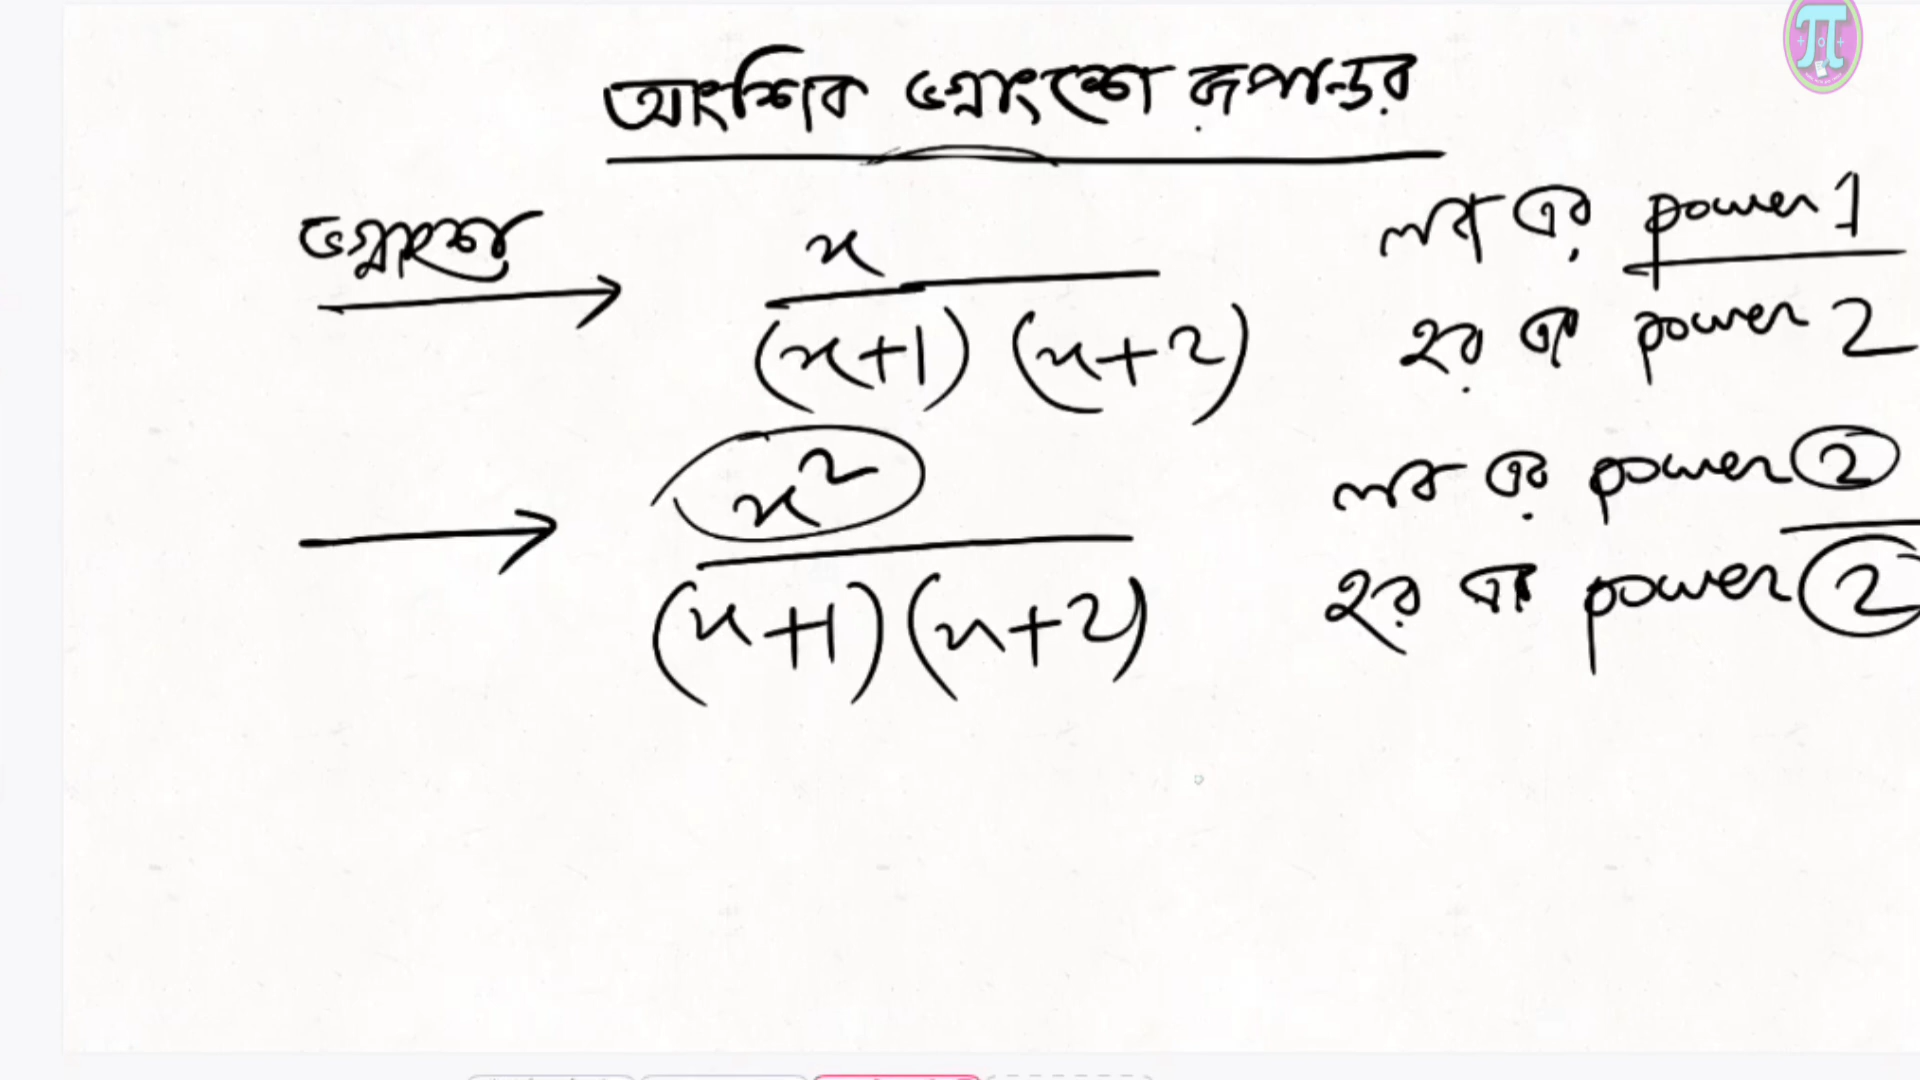 আংশিক ভগ্নাংশে রূপান্তর
ভগ্নাংশে → x / (x+1) (x+2)
লব এর power 1
হর এর power 2
→ x² / (x+1)(x+2)
লব এর power 2
হর এর power 2